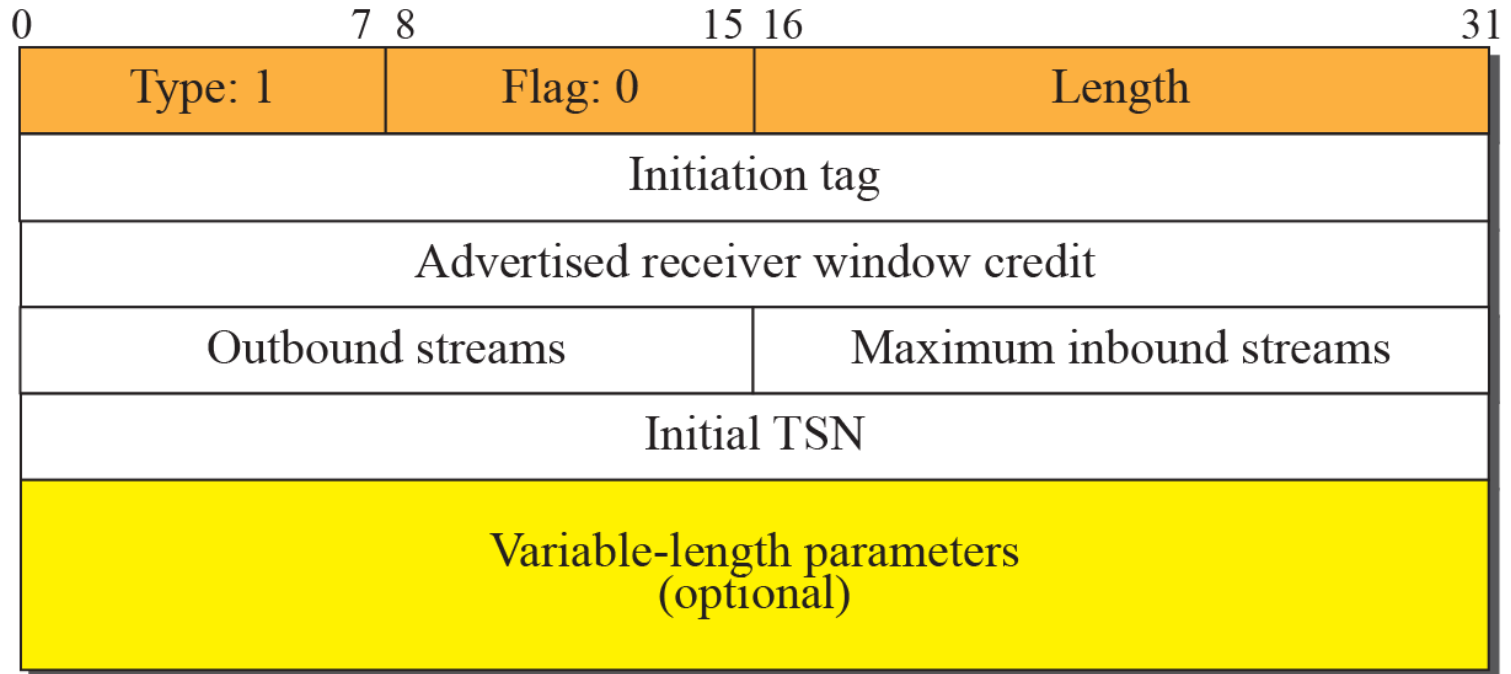 0 7 8 15 16 31
Type: 1 Flag: 0 Length
Initiation tag
Advertised receiver window credit
Outbound streams Maximum inbound streams
Initial TSN
Variable-length parameters
(optional)